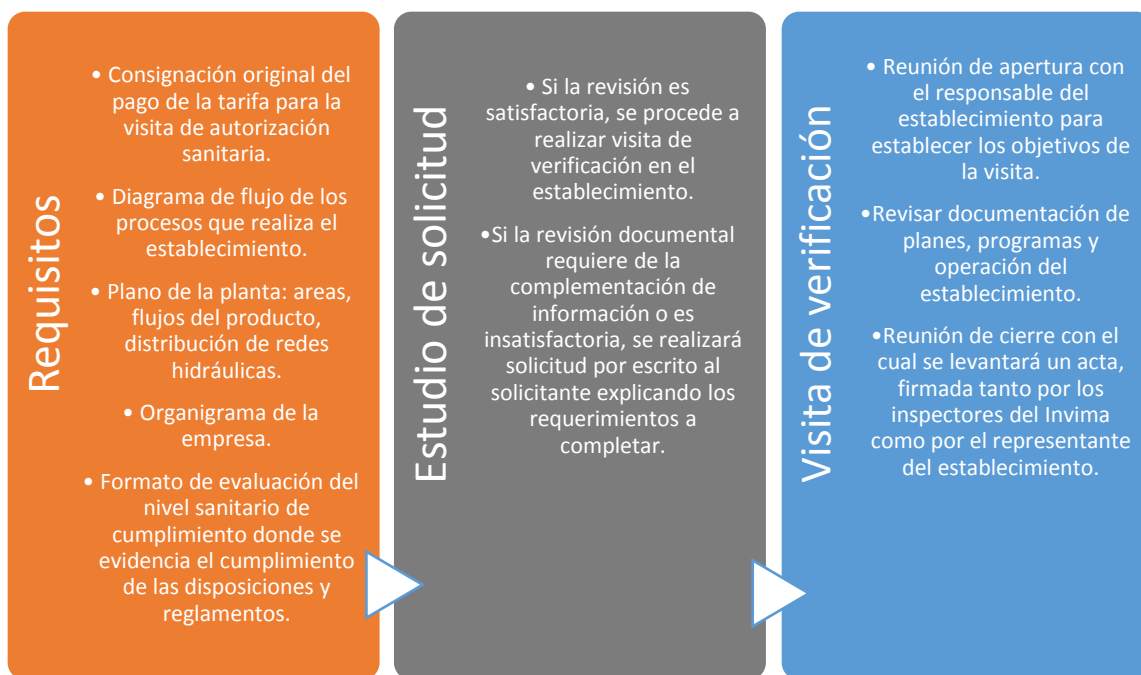 Requisitos
• Consignación original del
pago de la tarifa para la
visita de autorización
sanitaria.
• Diagrama de flujo de los
procesos que realiza el
establecimiento.
• Plano de la planta: areas,
flujos del producto,
distribución de redes
hidráulicas.
• Organigrama de la
empresa.
• Formato de evaluación del
nivel sanitario de
cumplimiento donde se
evidencia el cumplimiento
de las disposiciones y
reglamentos.
Estudio de solicitud
• Si la revisión es
satisfactoria, se procede a
realizar visita de
verificación en el
establecimiento.
•Si la revisión documental
requiere de la
complementación de
información o es
insatisfactoria, se realizará
solicitud por escrito al
solicitante explicando los
requerimientos a
completar.
Visita de verificación
• Reunión de apertura con
el responsable del
establecimiento para
establecer los objetivos de
la visita.
•Revisar documentación de
planes, programas y
operación del
establecimiento.
•Reunión de cierre con el
cual se levantará un acta,
firmada tanto por los
inspectores del Invima
como por el representante
del establecimiento.